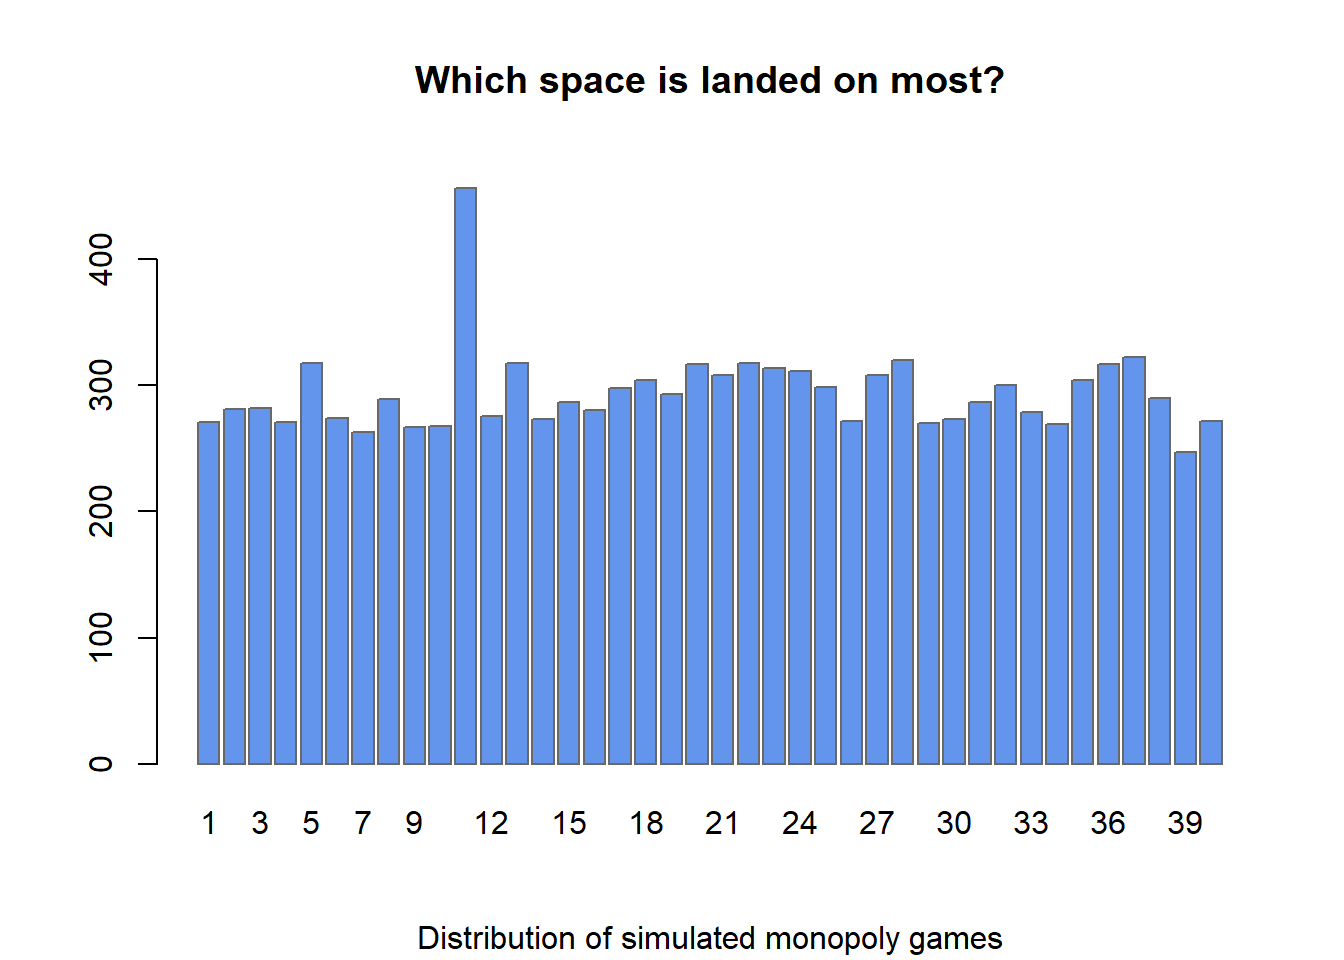 Which space is landed on most?
400
300
200
100
0
1 3 5 7 9 12 15 18 21 24 27 30 33 36 39
Distribution of simulated monopoly games